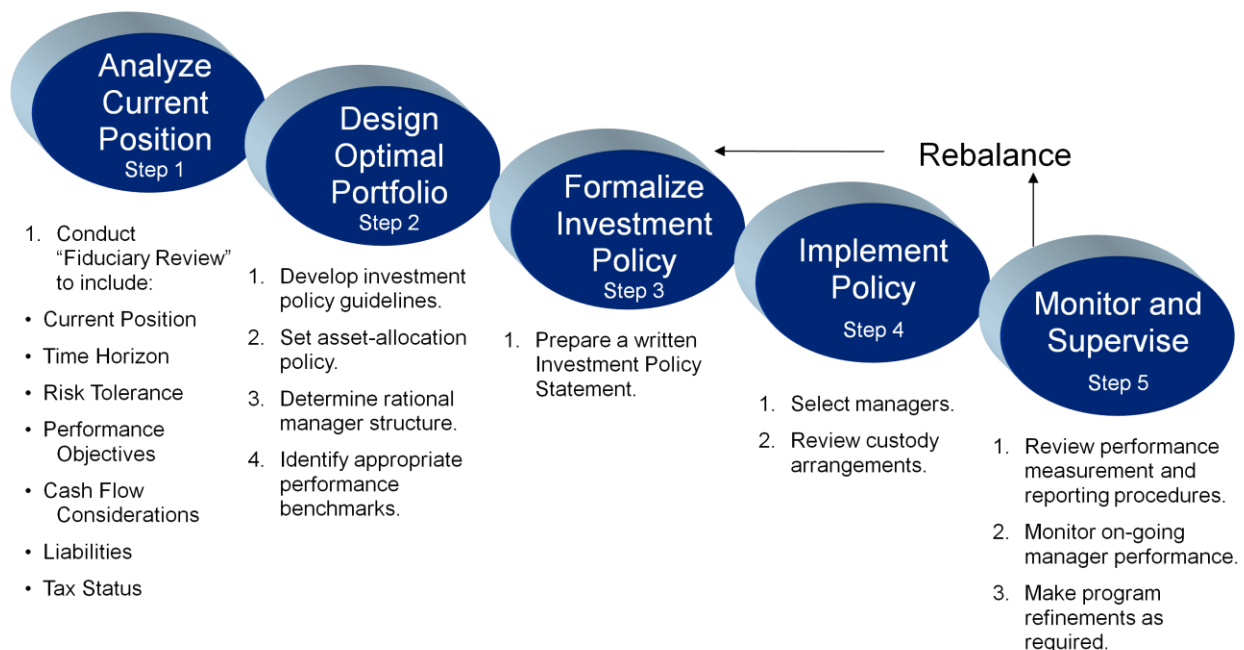 Analyze
Current
Position
Step 1
1. Conduct
“Fiduciary Review”
to include:
• Current Position
• Time Horizon
• Risk Tolerance
• Performance
Objectives
• Cash Flow
Considerations
• Liabilities
• Tax Status
Design
Optimal
Portfolio
Step 2
1. Develop investment
policy guidelines.
2. Set asset-allocation
policy.
3. Determine rational
manager structure.
4. Identify appropriate
performance
benchmarks.
Formalize
Investment
Policy
Step 3
1. Prepare a written
Investment Policy
Statement.
Implement
Policy
Step 4
1. Select managers.
2. Review custody
arrangements.
Rebalance
Monitor and
Supervise
Step 5
1. Review performance
measurement and
reporting procedures.
2. Monitor on-going
manager performance.
3. Make program
refinements as
required.